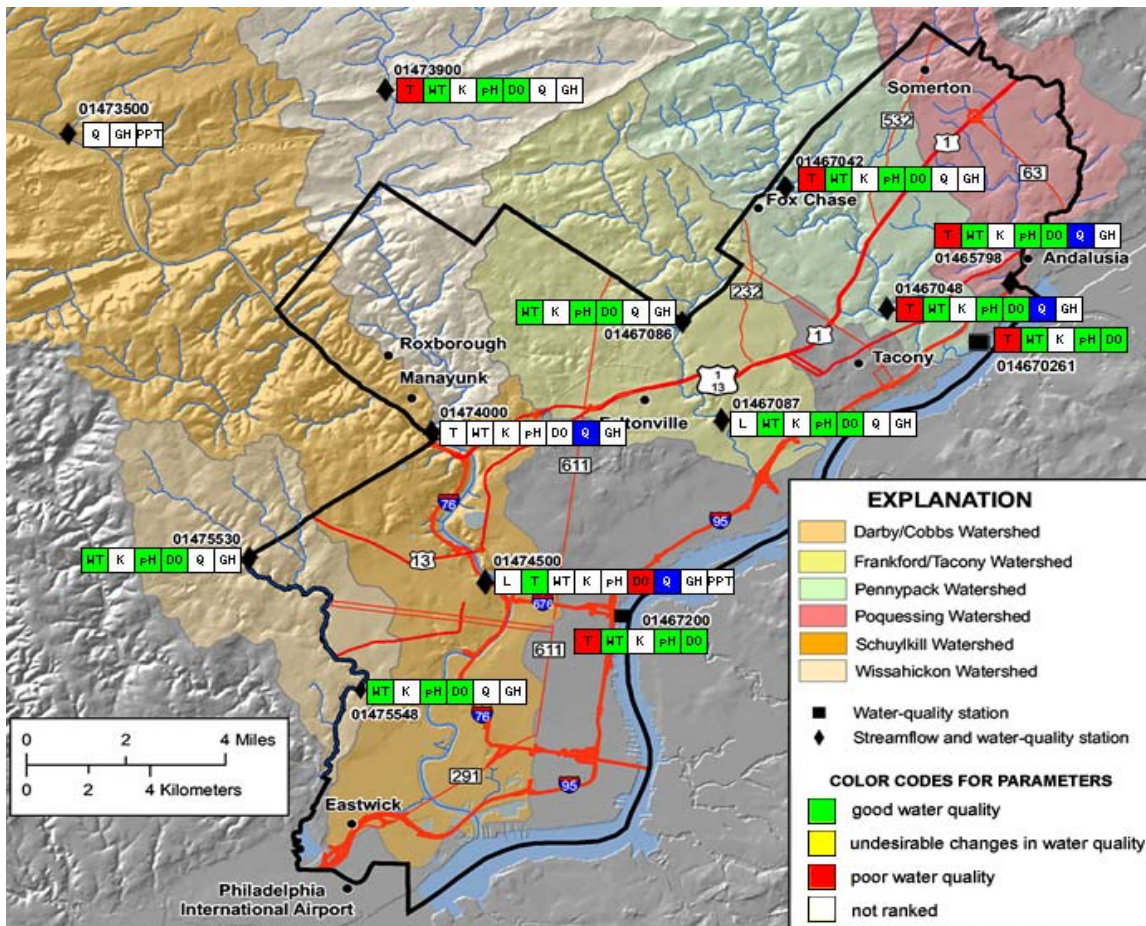 01473900
T WT K pH DO Q GH
Somerton
532
1
01473500
Q GH PPT
01467042
T WT K pH DO Q GH
63
Fox Chase
T WT K pH DO Q GH
01465798
Andalusia
232
01467048
T WT K pH DO Q GH
WT K pH DO Q GH
01467086
1
T WT K pH DO
014670261
Roxborough
Tacony
Manayunk
1
13
01474000
T WT K pH DO Q GH
01467087
L WT K pH DO Q GH
611
76
95
01475530
WT K pH DO Q GH
13
01474500
L T WT K pH DO Q GH PPT
676
01467200
T WT K pH DO
611
WT K pH DO Q GH
01475548
76
291
95
Eastwick
Philadelphia
International Airport
0 2 4 Miles
0 2 4 Kilometers
EXPLANATION
Darby/Cobbs Watershed
Frankford/Tacony Watershed
Pennypack Watershed
Poquessing Watershed
Schuylkill Watershed
Wissahickon Watershed
Water-quality station
Streamflow and water-quality station
COLOR CODES FOR PARAMETERS
good water quality
undesirable changes in water quality
poor water quality
not ranked